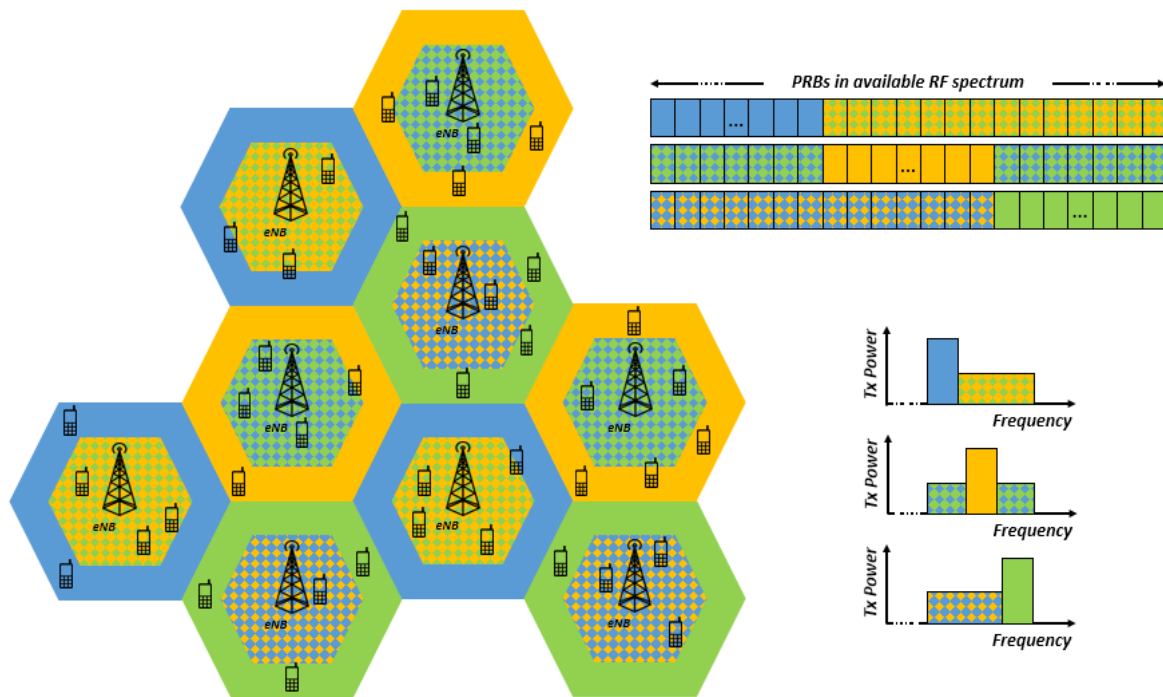 PRBs in available RF spectrum
...
...
...
eNB
eNB
eNB
eNB
eNB
eNB
eNB
eNB
eNB
Tx Power
Frequency
Tx Power
Frequency
Tx Power
Frequency